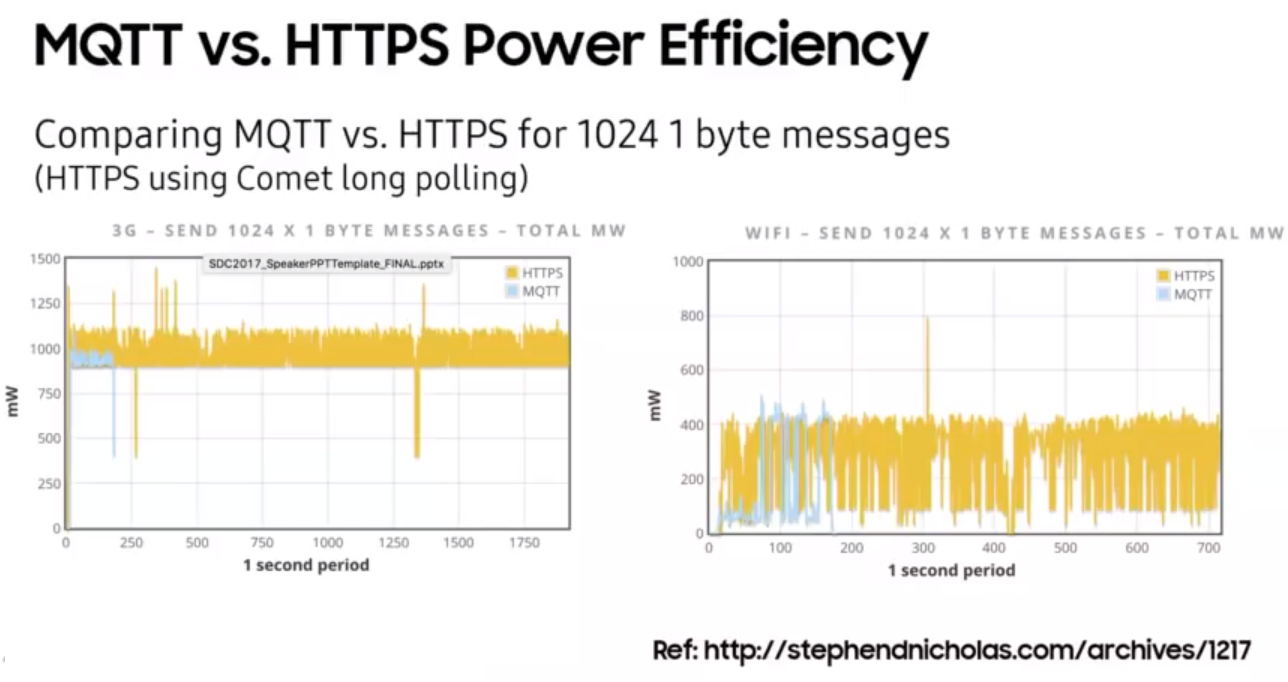 MQTT vs. HTTPS Power Efficiency
Comparing MQTT vs. HTTPS for 1024 1 byte messages
(HTTPS using Comet long polling)
3G – SEND 1024 X 1 BYTE MESSAGES – TOTAL MW
SDC2017_SpeakerPPTTemplate_FINAL.pptx
HTTPS
MQTT
mW
1500
1250
1000
750
500
250
0
0 250 500 750 1000 1250 1500 1750
1 second period
WIFI – SEND 1024 X 1 BYTE MESSAGES – TOTAL MW
HTTPS
MQTT
mW
1000
800
600
400
200
0
0 100 200 300 400 500 600 700
1 second period
Ref: http://stephendnicholas.com/archives/1217